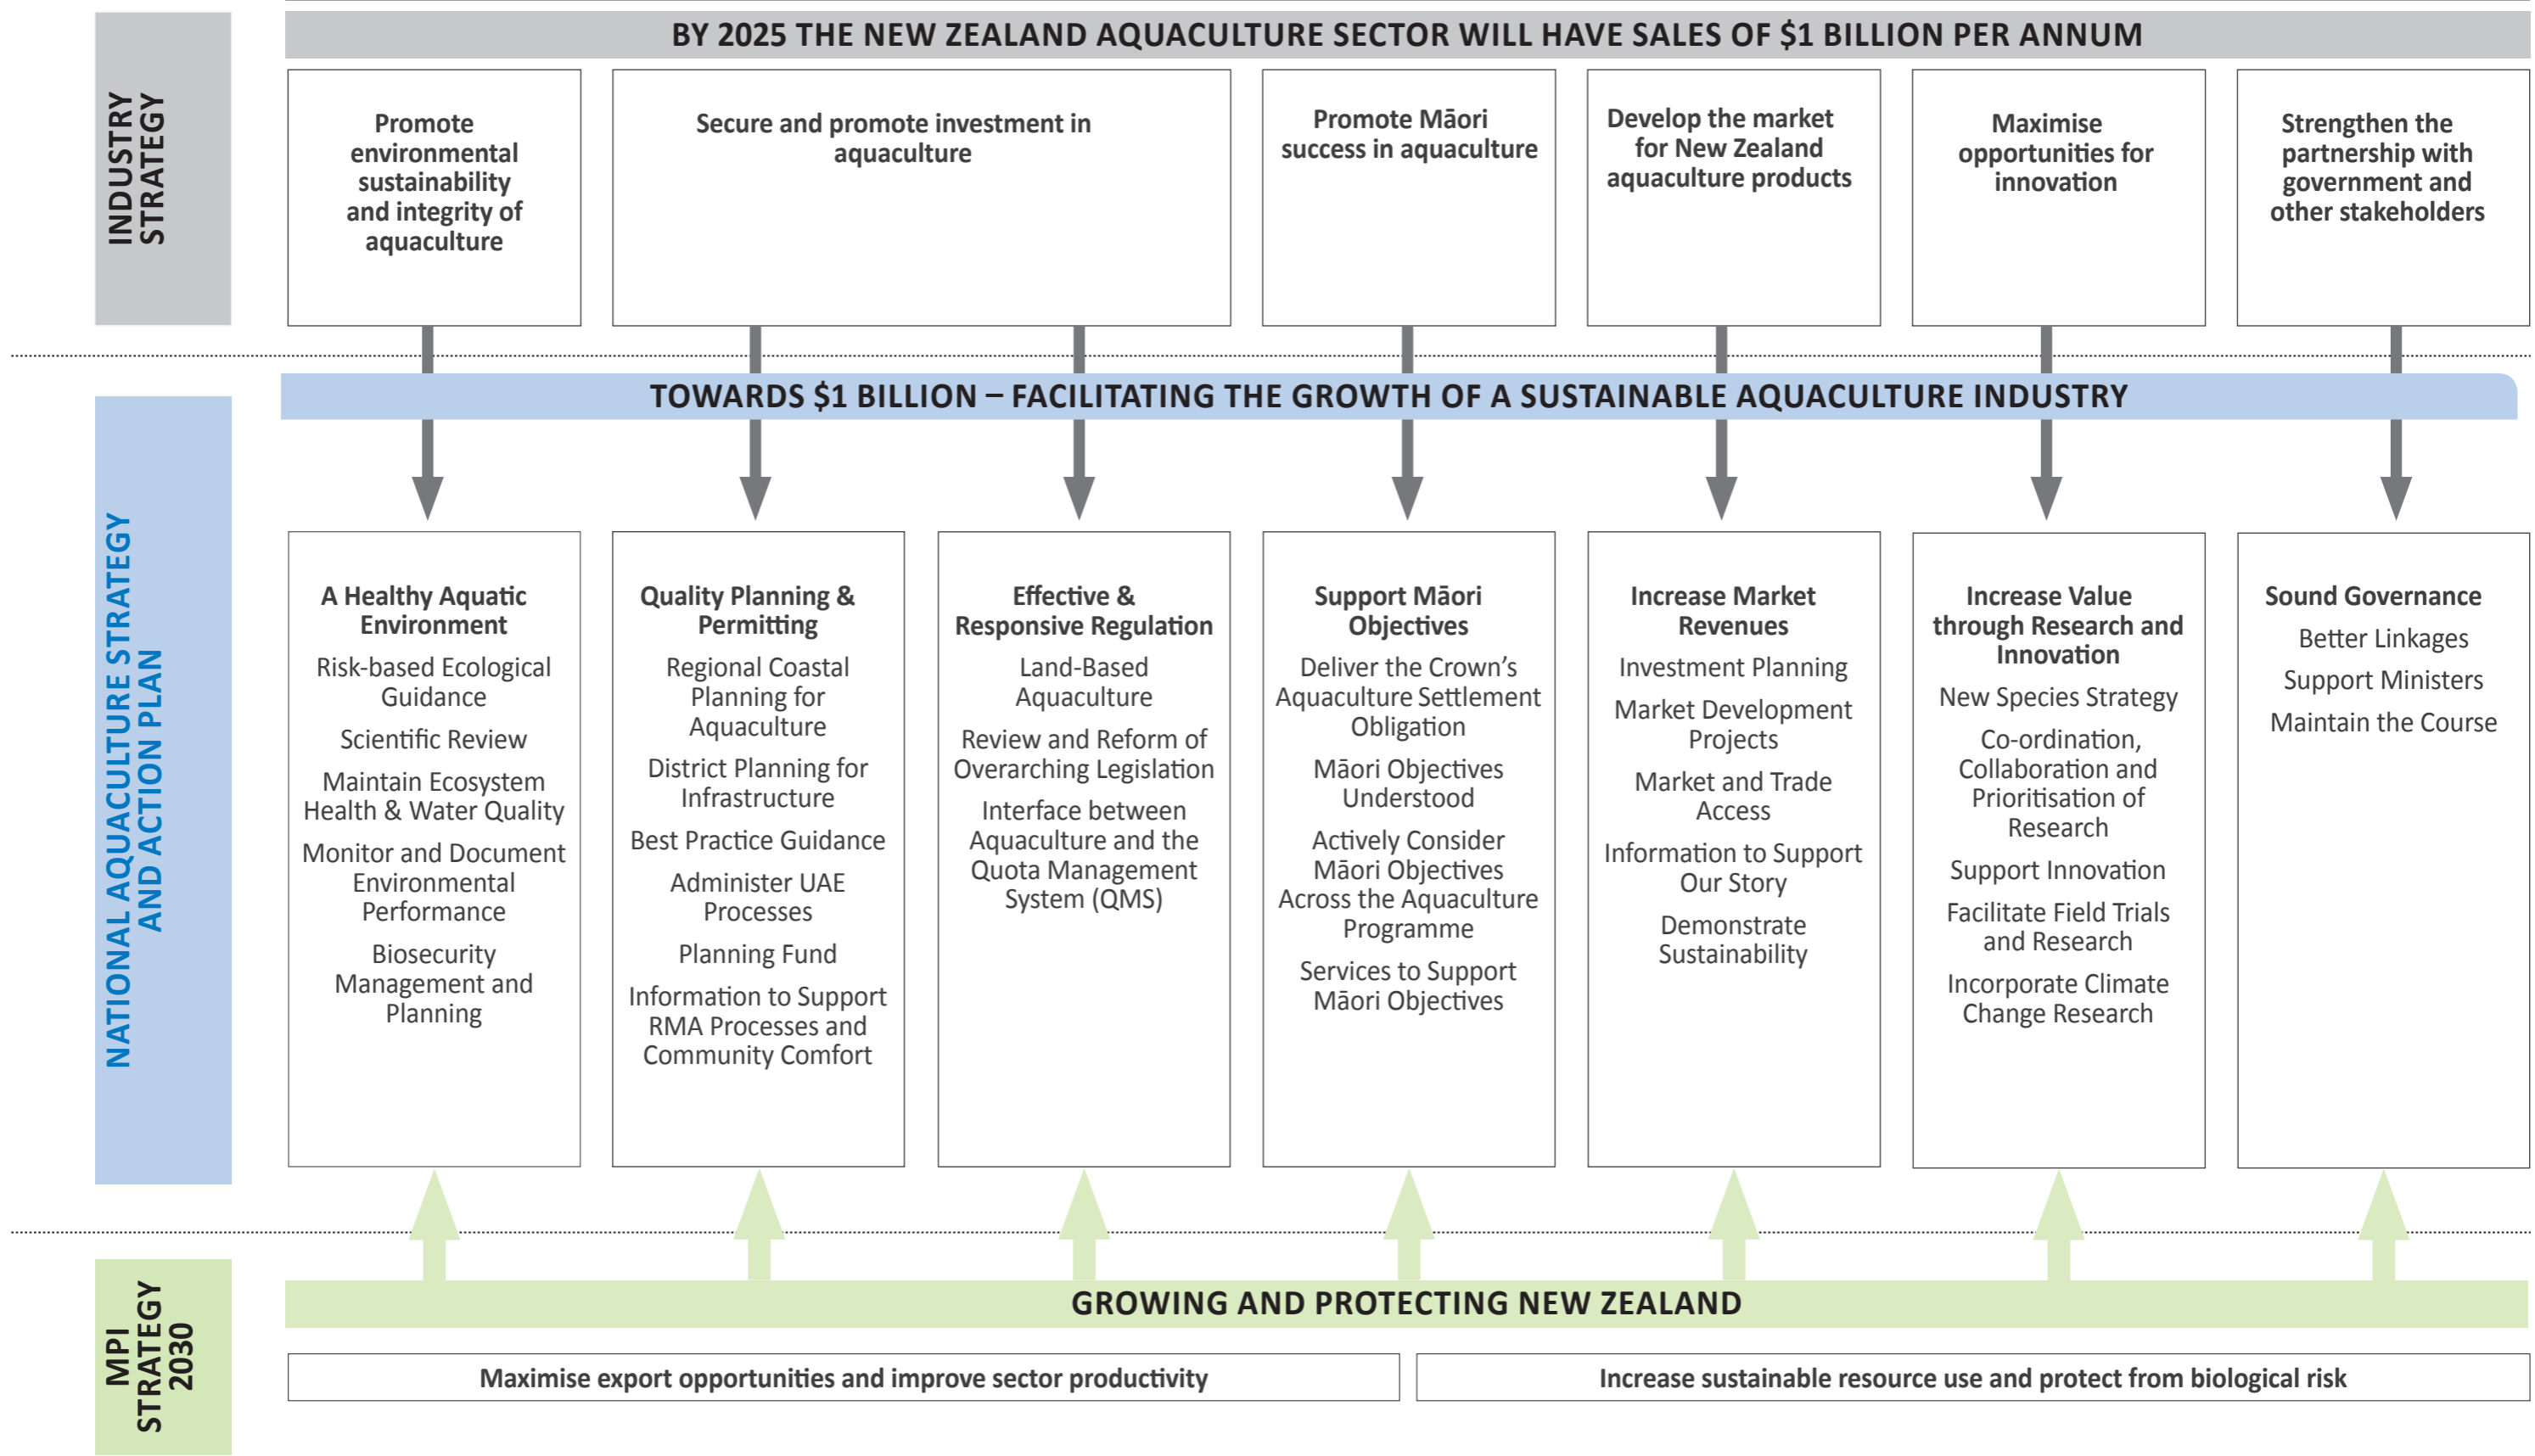 BY 2025 THE NEW ZEALAND AQUACULTURE SECTOR WILL HAVE SALES OF $1 BILLION PER ANNUM
INDUSTRY
STRATEGY
Promote
environmental
sustainability
and integrity of
aquaculture
Secure and promote investment in
aquaculture
Promote Māori
success in aquaculture
Develop the market
for New Zealand
aquaculture products
Maximise
opportunities for
innovation
Strengthen the
partnership with
government and
other stakeholders
TOWARDS $1 BILLION – FACILITATING THE GROWTH OF A SUSTAINABLE AQUACULTURE INDUSTRY
NATIONAL AQUACULTURE STRATEGY
AND ACTION PLAN
A Healthy Aquatic
Environment
Risk-based Ecological
Guidance
Scientific Review
Maintain Ecosystem
Health & Water Quality
Monitor and Document
Environmental
Performance
Biosecurity
Management and
Planning
Quality Planning &
Permitting
Regional Coastal
Planning for
Aquaculture
District Planning for
Infrastructure
Best Practice Guidance
Administer UAE
Processes
Planning Fund
Information to Support
RMA Processes and
Community Comfort
Effective &
Responsive Regulation
Land-Based
Aquaculture
Review and Reform of
Overarching Legislation
Interface between
Aquaculture and the
Quota Management
System (QMS)
Support Māori
Objectives
Deliver the Crown’s
Aquaculture Settlement
Obligation
Māori Objectives
Understood
Actively Consider
Māori Objectives
Across the Aquaculture
Programme
Services to Support
Māori Objectives
Increase Market
Revenues
Investment Planning
Market Development
Projects
Market and Trade
Access
Information to Support
Our Story
Demonstrate
Sustainability
Increase Value
through Research and
Innovation
New Species Strategy
Co-ordination,
Collaboration and
Prioritisation of
Research
Support Innovation
Facilitate Field Trials
and Research
Incorporate Climate
Change Research
Sound Governance
Better Linkages
Support Ministers
Maintain the Course
MPI
STRATEGY
2030
GROWING AND PROTECTING NEW ZEALAND
Maximise export opportunities and improve sector productivity
Increase sustainable resource use and protect from biological risk